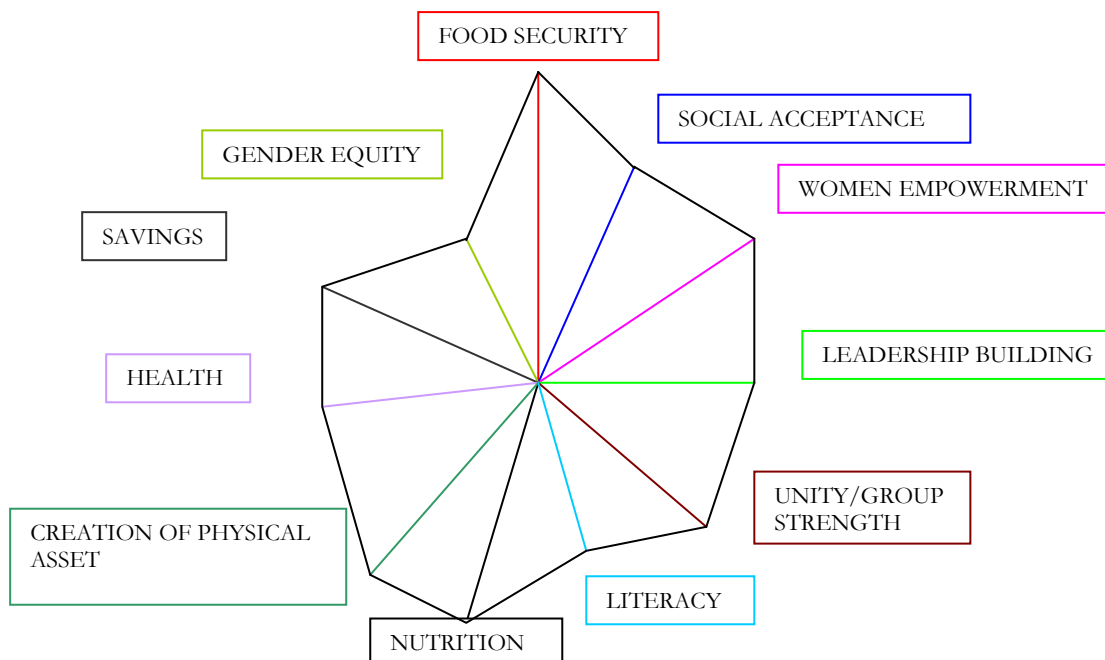 FOOD SECURITY
SOCIAL ACCEPTANCE
GENDER EQUITY
WOMEN EMPOWERMENT
SAVINGS
LEADERSHIP BUILDING
HEALTH
UNITY/GROUP
STRENGTH
CREATION OF PHYSICAL
ASSET
LITERACY
NUTRITION